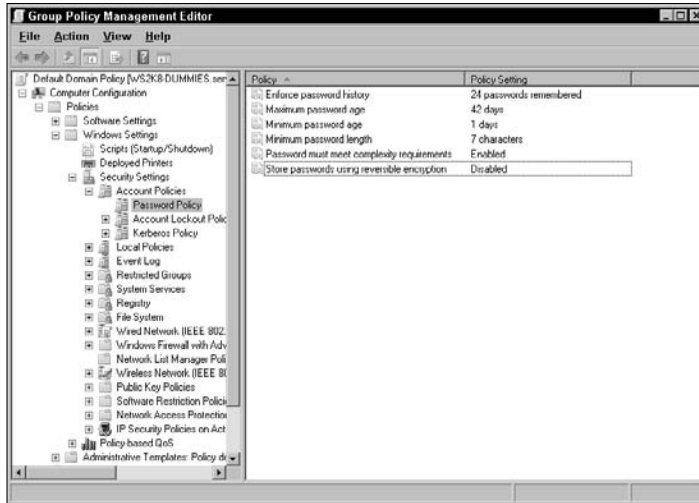 Group Policy Management Editor
File Action View Help
Default Domain Policy [WS2K8-DUMMIES.ser
Computer Configuration
Policies
Software Settings
Windows Settings
Scripts (Startup/Shutdown)
Deployed Printers
Security Settings
Account Policies
Password Policy
Account Lockout Polic
Kerberos Policy
Local Policies
Event Log
Restricted Groups
System Services
Registry
File System
Wired Network (IEEE 802.
Windows Firewall with Adv
Network List Manager Poli
Wireless Network (IEEE 80
Public Key Policies
Software Restriction Policie
Network Access Protection
IP Security Policies on Act
Policy-based QoS
Administrative Templates: Policy de
Policy Policy Setting
Enforce password history 24 passwords remembered
Maximum password age 42 days
Minimum password age 1 days
Minimum password length 7 characters
Password must meet complexity requirements Enabled
Store passwords using reversible encryption Disabled